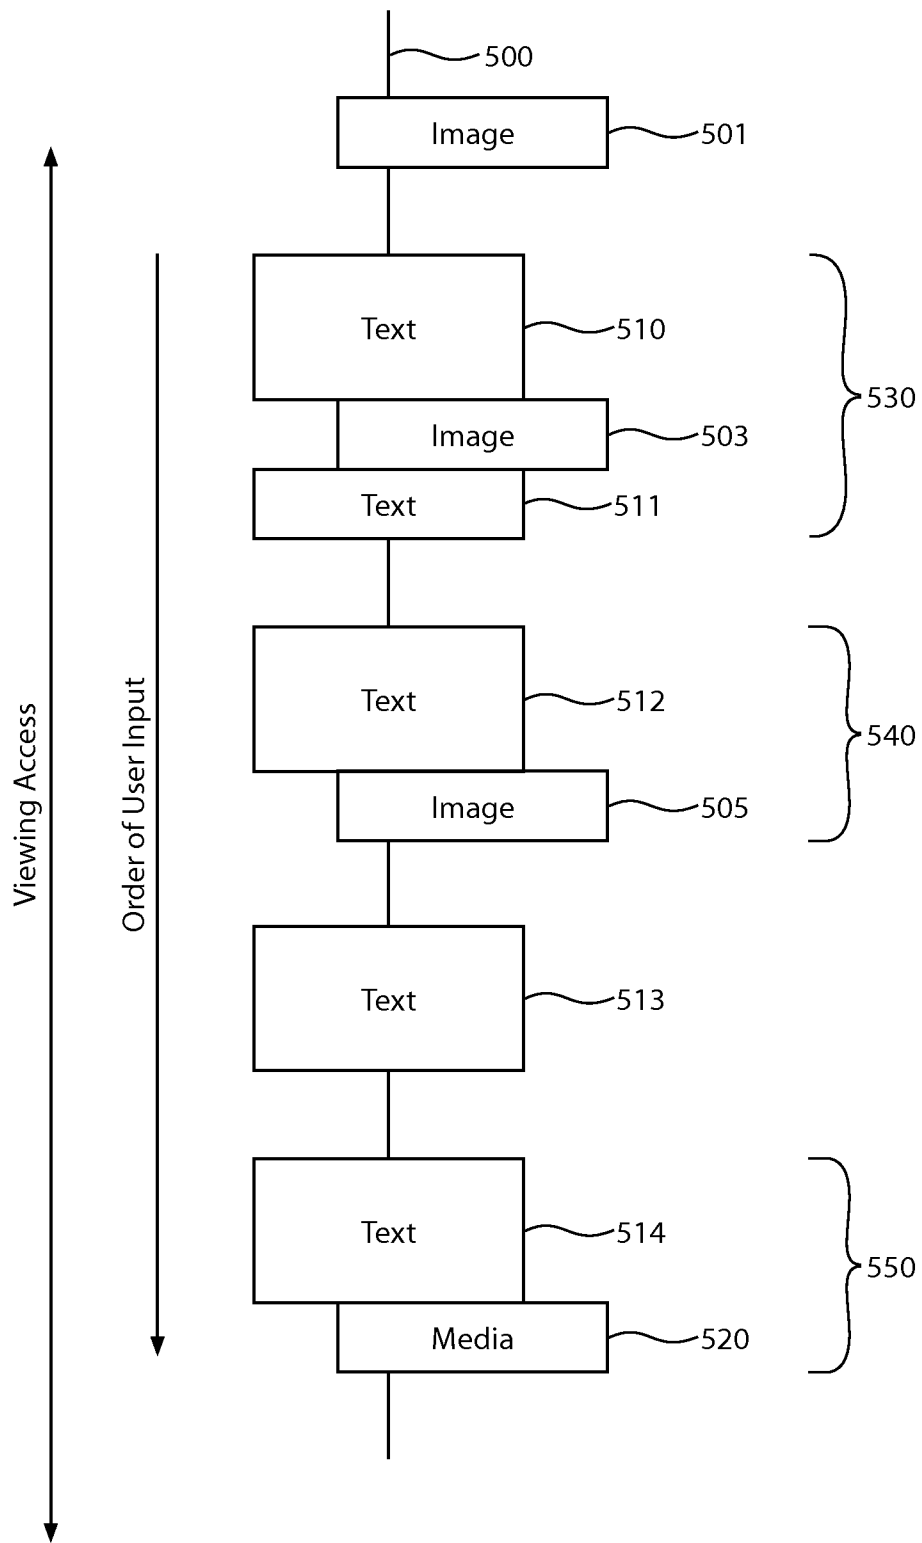 500
Image
501
Text
510
530
Image
503
Text
511
Text
512
540
Viewing Access
Order of User Input
Image
505
Text
513
Text
514
550
Media
520